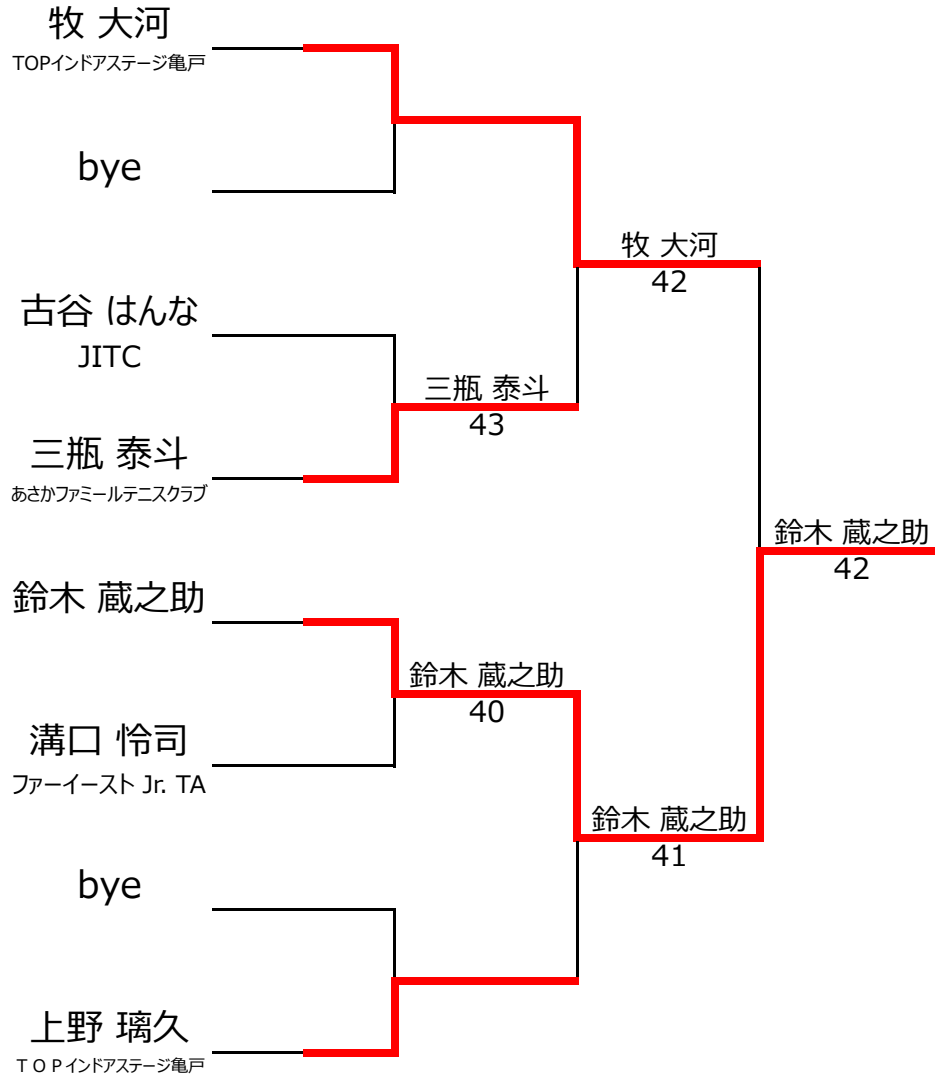 牧 大河
TOPインドアステージ亀戸
bye
古谷 はんな
JITC
三瓶 泰斗
あさかファミールテニスクラブ
鈴木 蔵之助
溝口 怜司
ファーイースト Jr. TA
bye
上野 璃久
ＴＯＰインドアステージ亀戸
三瓶 泰斗
43
鈴木 蔵之助
40
牧 大河
42
鈴木 蔵之助
41
鈴木 蔵之助
42